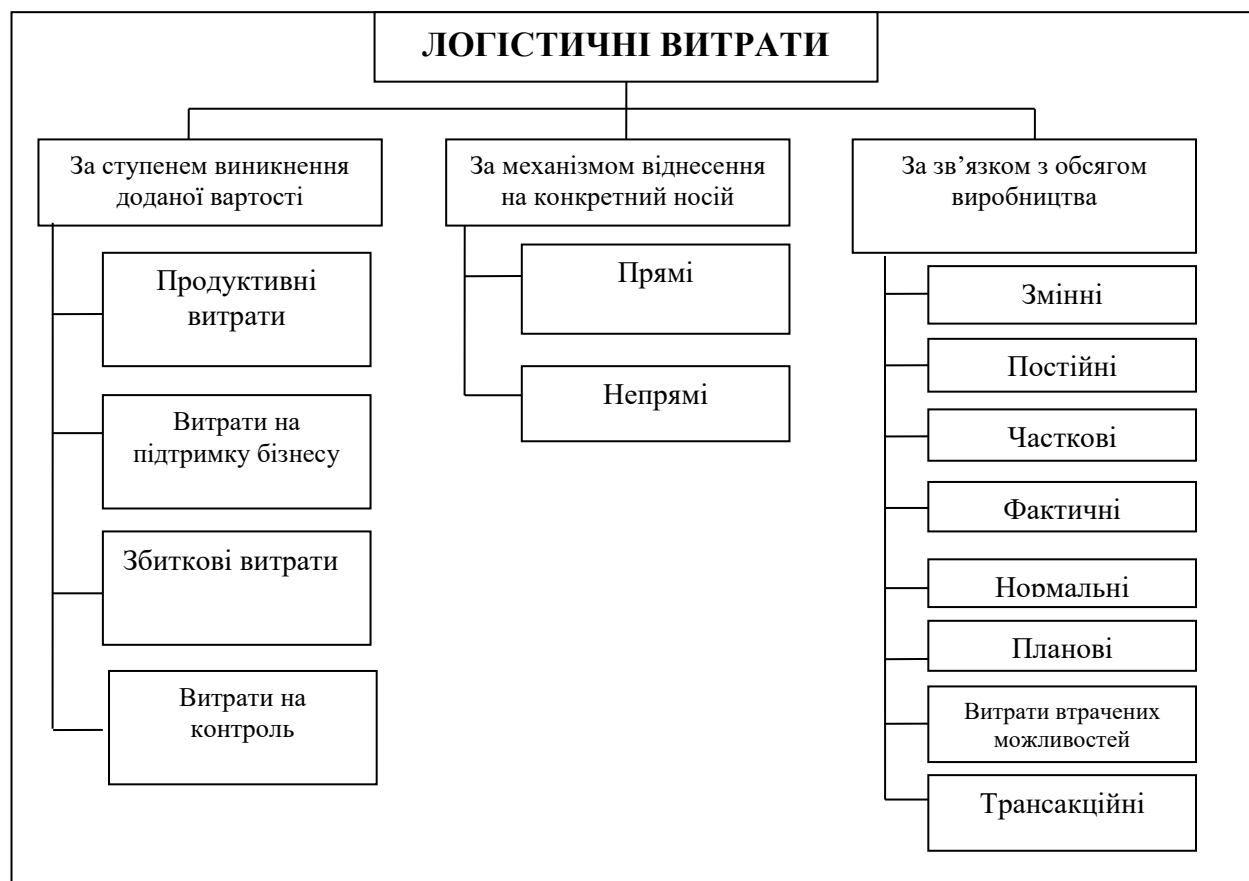 ЛОГІСТИЧНІ ВИТРАТИ
За ступенем виникнення
доданої вартості
Продуктивні
витрати
Витрати на
підтримку бізнесу
Збиткові витрати
Витрати на
контроль
За механізмом віднесення
на конкретний носій
Прямі
Непрямі
За зв’язком з обсягом
виробництва
Змінні
Постійні
Часткові
Фактичні
Нормальні
Планові
Витрати втрачених
можливостей
Трансакційні